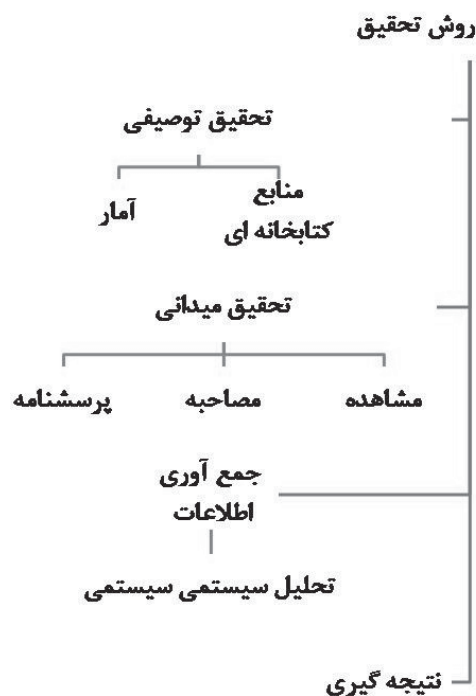 روش تحقیق
تحقیق توصیفی
منابع
کتابخانه ای
آمار
تحقیق میدانی
مشاهده
مصاحبه
پرسشنامه
جمع آوری
اطلاعات
تحلیل سیستمی سیستمی
نتیجه گیری